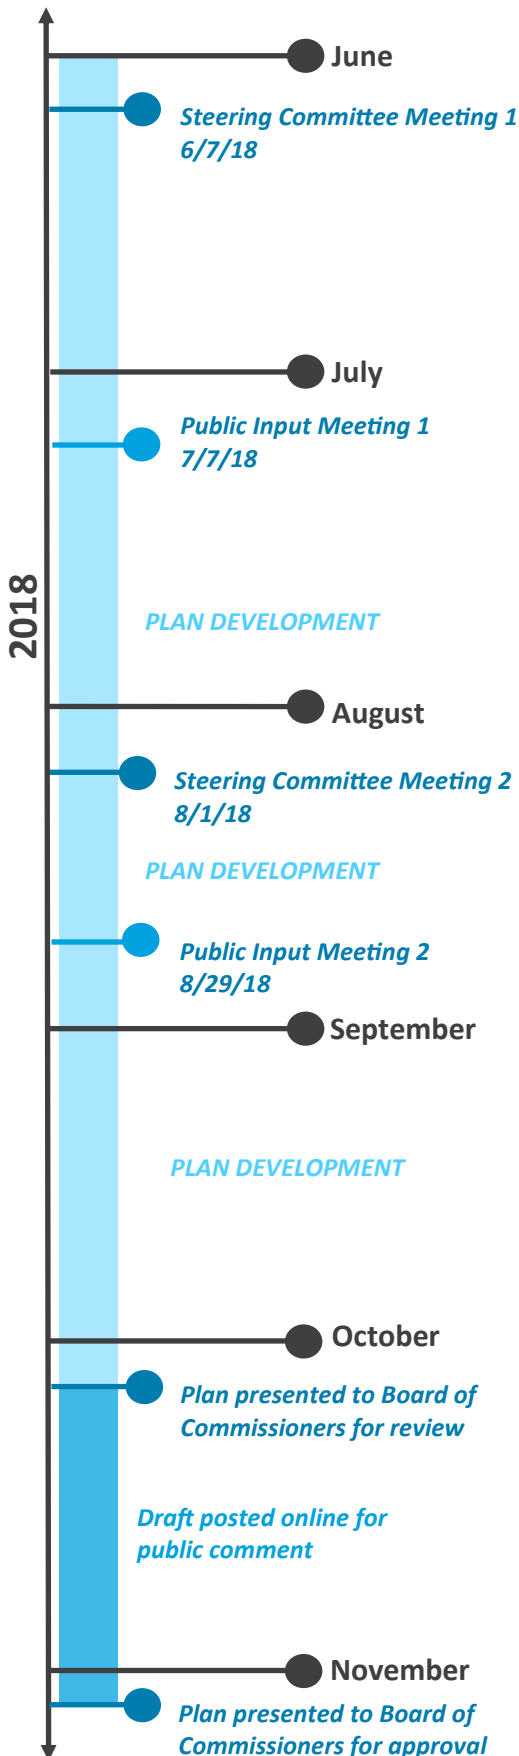 June
Steering Committee Meeting 1
6/7/18
July
Public Input Meeting 1
7/7/18
2018
PLAN DEVELOPMENT
August
Steering Committee Meeting 2
8/1/18
PLAN DEVELOPMENT
Public Input Meeting 2
8/29/18
September
PLAN DEVELOPMENT
October
Plan presented to Board of
Commissioners for review
Draft posted online for
public comment
November
Plan presented to Board of
Commissioners for approval